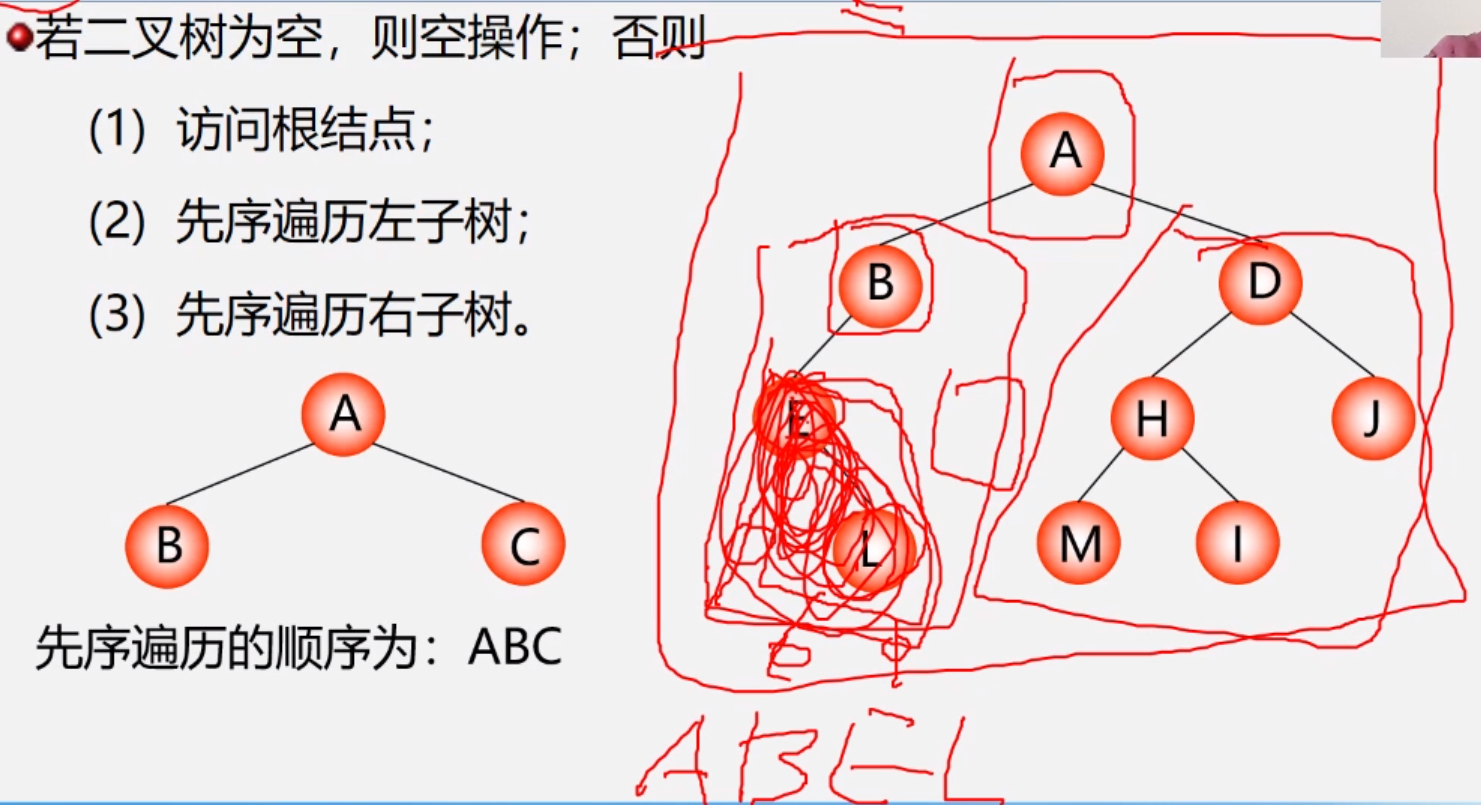 若二叉树为空，则空操作；否则
(1) 访问根结点；
(2) 先序遍历左子树；
(3) 先序遍历右子树。
A
B C
先序遍历的顺序为：ABC
A
B D
E H J
L M I
ABEL